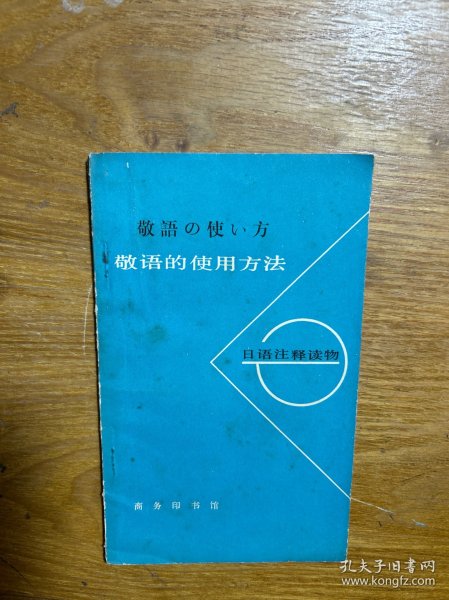 敬語の使い方
敬语的使用方法
日语注释读物
商务印书馆
孔夫子旧书网
www.kongfz.com